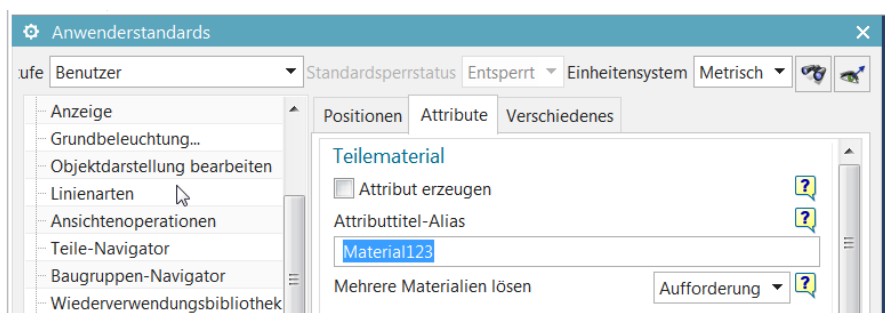 Anwenderstandards
ufe Benutzer Standardsperrstatus Entsperrt Einheitensystem Metrisch
Anzeige
Grundbeleuchtung...
Objektdarstellung bearbeiten
Linienarten
Ansichtenoperationen
Teile-Navigator
Baugruppen-Navigator
Wiederverwendungsbibliothek
Positionen Attribute Verschiedenes
Teilematerial
Attribut erzeugen ?
Attributtitel-Alias ?
Material123
Mehrere Materialien lösen Aufforderung ?